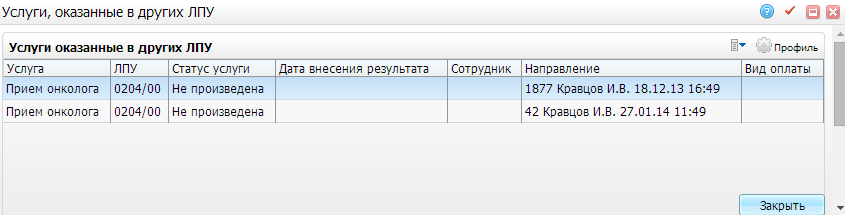 Услуги, оказанные в других ЛПУ
Услуги оказанные в других ЛПУ Профиль
Услуга ЛПУ Статус услуги Дата внесения результата Сотрудник Направление Вид оплаты
Прием онколога 0204/00 Не произведена 1877 Кравцов И.В. 18.12.13 16:49
Прием онколога 0204/00 Не произведена 42 Кравцов И.В. 27.01.14 11:49
Закрыть